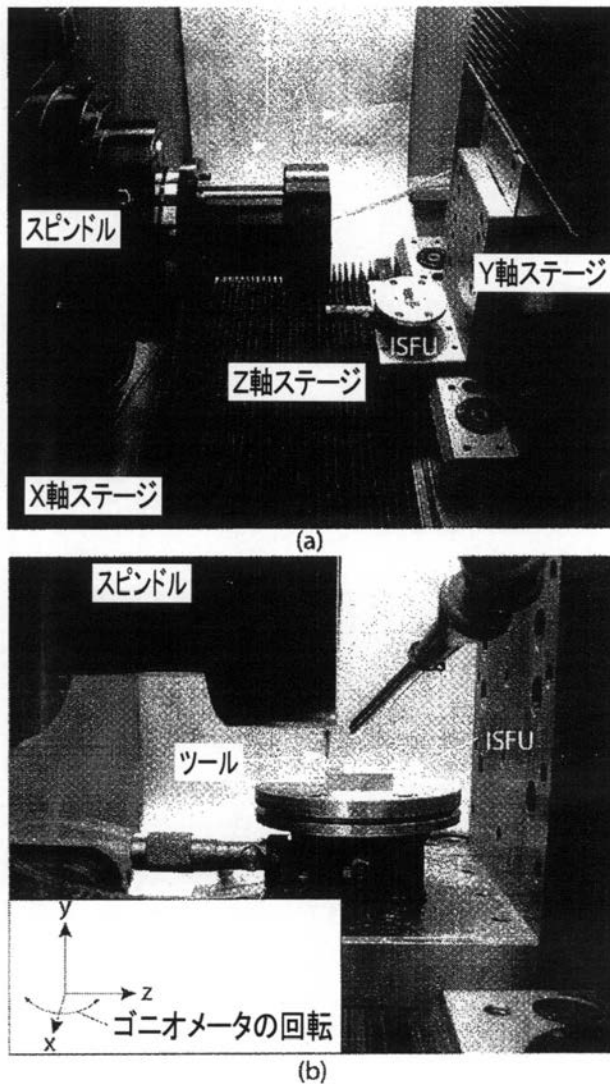 スピンドル
Y軸ステージ
ISFU
Z軸ステージ
X軸ステージ
(a)
スピンドル
ISFU
ツール
y
z
x
ゴニオメータの回転
(b)